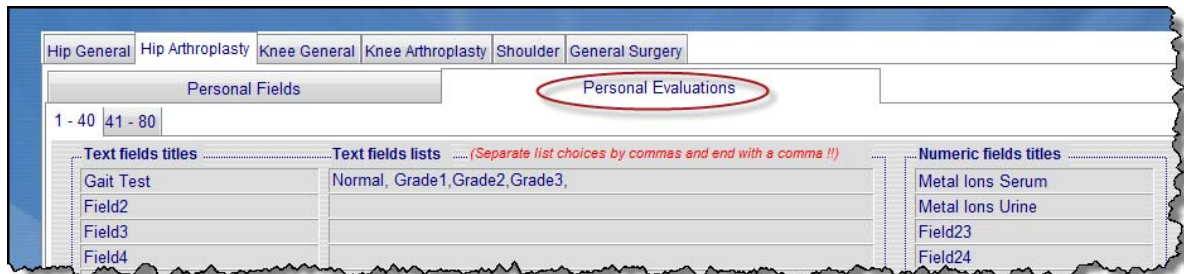 Hip General Hip Arthroplasty Knee General Knee Arthroplasty Shoulder General Surgery
Personal Fields Personal Evaluations
1 - 40 41 - 80
Text fields titles Text fields lists (Separate list choices by commas and end with a comma !!) Numeric fields titles
Gait Test Normal, Grade1,Grade2,Grade3, Metal Ions Serum
Field2 Metal Ions Urine
Field3 Field23
Field4 Field24